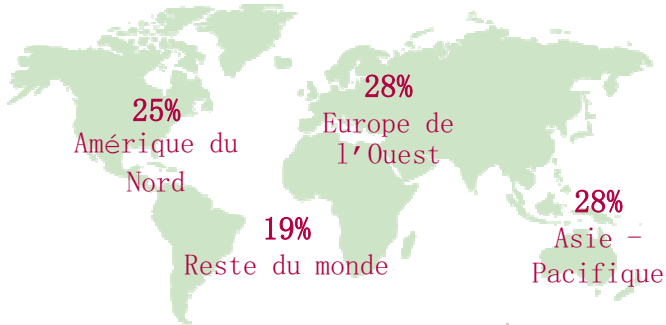 25%
Amérique du
Nord
28%
Europe de
l'Ouest
19%
Reste du monde
28%
Asie –
Pacifique